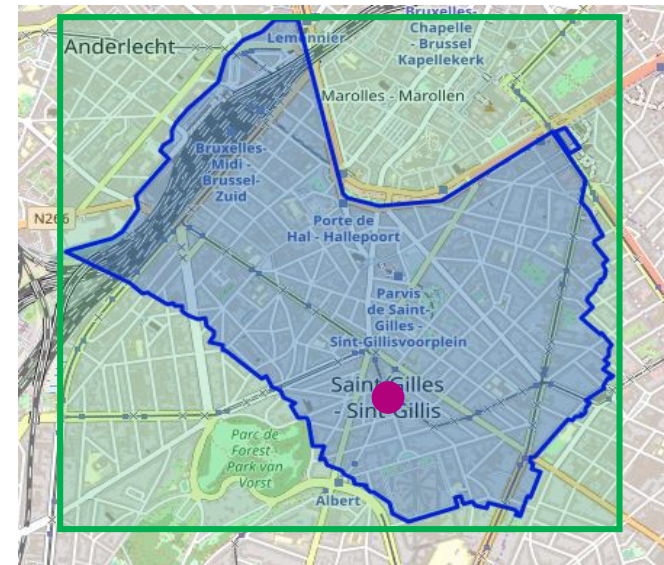 Bruxelles-
Chapelle
- Brussel
Kapellekerk
Lemonnier
Anderlecht
Marolles - Marollen
Bruxelles-
Midi -
Brussel-
Zuid
N266
Porte de
Hal - Hallepoort
Parvis
de Saint-
Gilles -
Sint-Gillisvoorplein
Saint-Gilles
- Sint-Gillis
Parc de
Forest -
Park van
Vorst
Albert